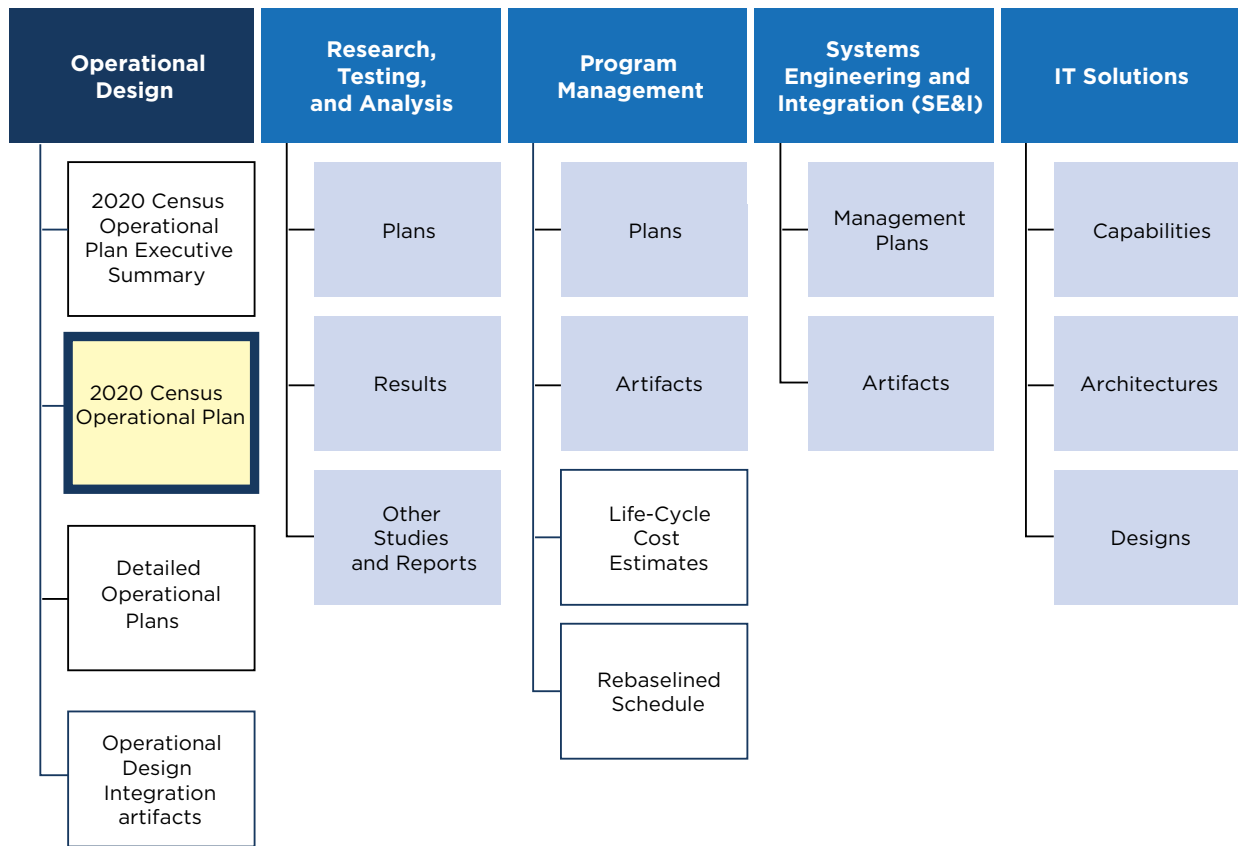 Operational
Design
2020 Census
Operational
Plan Executive
Summary
2020 Census
Operational Plan
Detailed
Operational
Plans
Operational
Design
Integration
artifacts
Research,
Testing,
and Analysis
Plans
Results
Other
Studies
and Reports
Program
Management
Plans
Artifacts
Life-Cycle
Cost
Estimates
Rebaselined
Schedule
Systems
Engineering and
Integration (SE&I)
Management
Plans
Artifacts
IT Solutions
Capabilities
Architectures
Designs